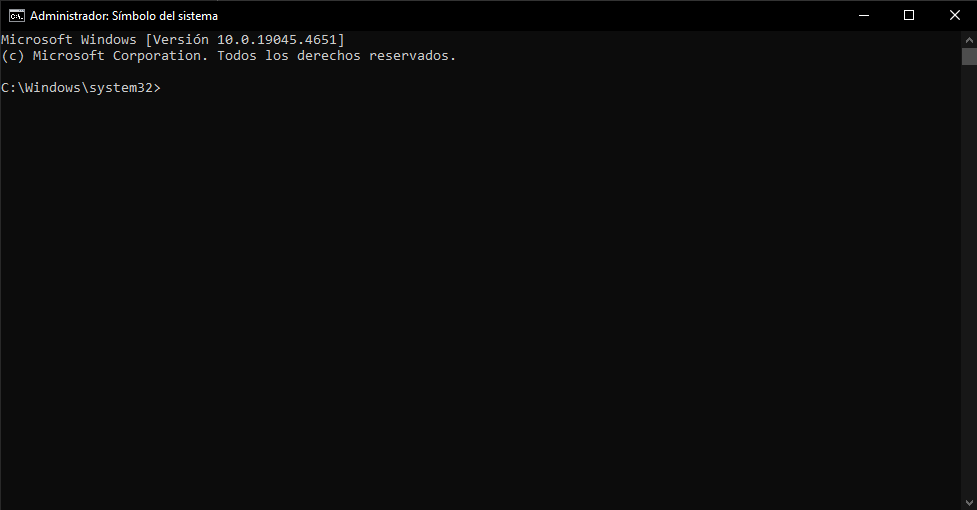 Administrador: Símbolo del sistema
Microsoft Windows [Versión 10.0.19045.4651]
(c) Microsoft Corporation. Todos los derechos reservados.
C:\Windows\system32>